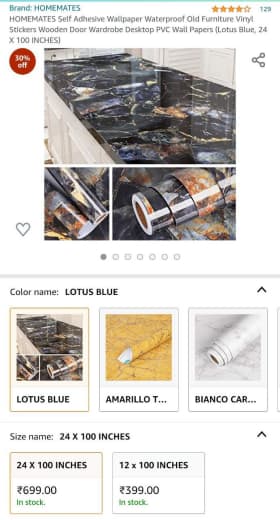 Brand: HOMEMATES
129
HOMEMATES Self Adhesive Wallpaper Waterproof Old Furniture Vinyl
Stickers Wooden Door Wardrobe Desktop PVC Wall Papers (Lotus Blue, 24
X 100 INCHES)
30%
off
Color name: LOTUS BLUE
LOTUS BLUE
AMARILLO T...
BIANCO CAR...
Size name: 24 X 100 INCHES
24 X 100 INCHES
12 x 100 INCHES
₹699.00
₹399.00
In stock.
In stock.